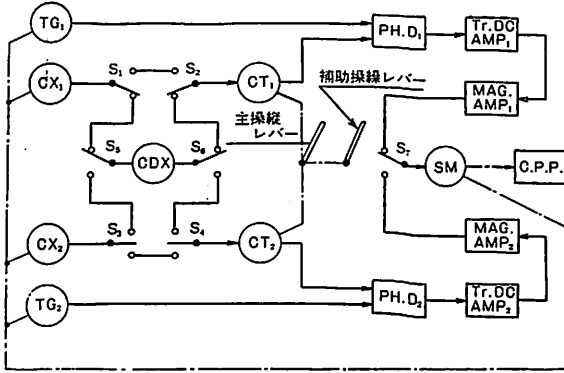 TG₁
PH.D₁
Tr.DC
AMP₁
CX₁
S₁
S₂
CT₁
MAG.
AMP₁
補助操縦レバー
主操縦
レバー
S₅
CDX
S₆
S₇
SM
C.P.P.
CX₂
S₃
S₄
CT₂
MAG.
AMP₂
TG₂
PH.D₂
Tr.DC
AMP₂